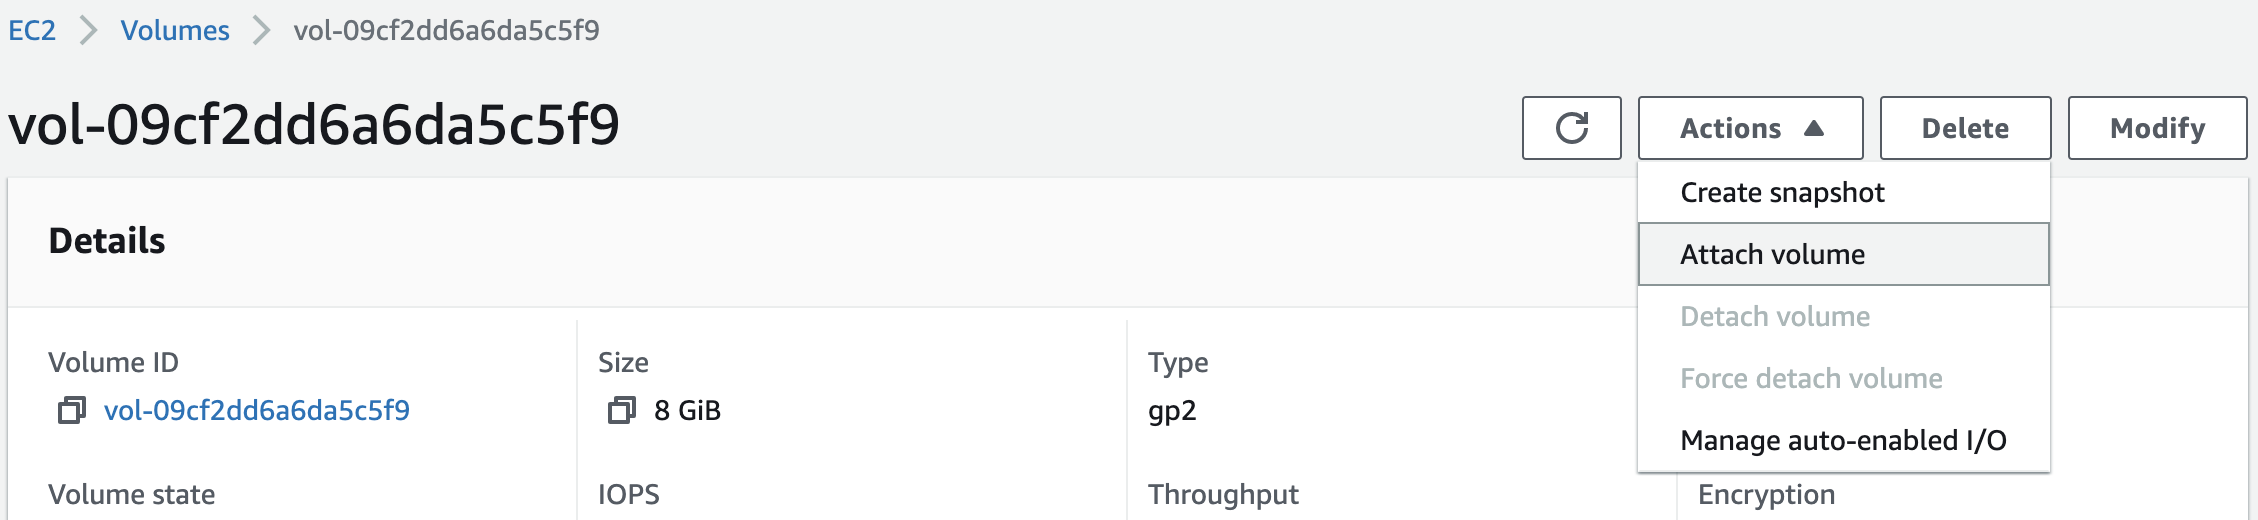 EC2 Volumes vol-09cf2dd6a6da5c5f9
vol-09cf2dd6a6da5c5f9
Actions Delete Modify
Create snapshot
Attach volume
Detach volume
Force detach volume
Manage auto-enabled I/O
Details
Volume ID
vol-09cf2dd6a6da5c5f9
Size
8 GiB
Type
gp2
Volume state
IOPS
Throughput
Encryption